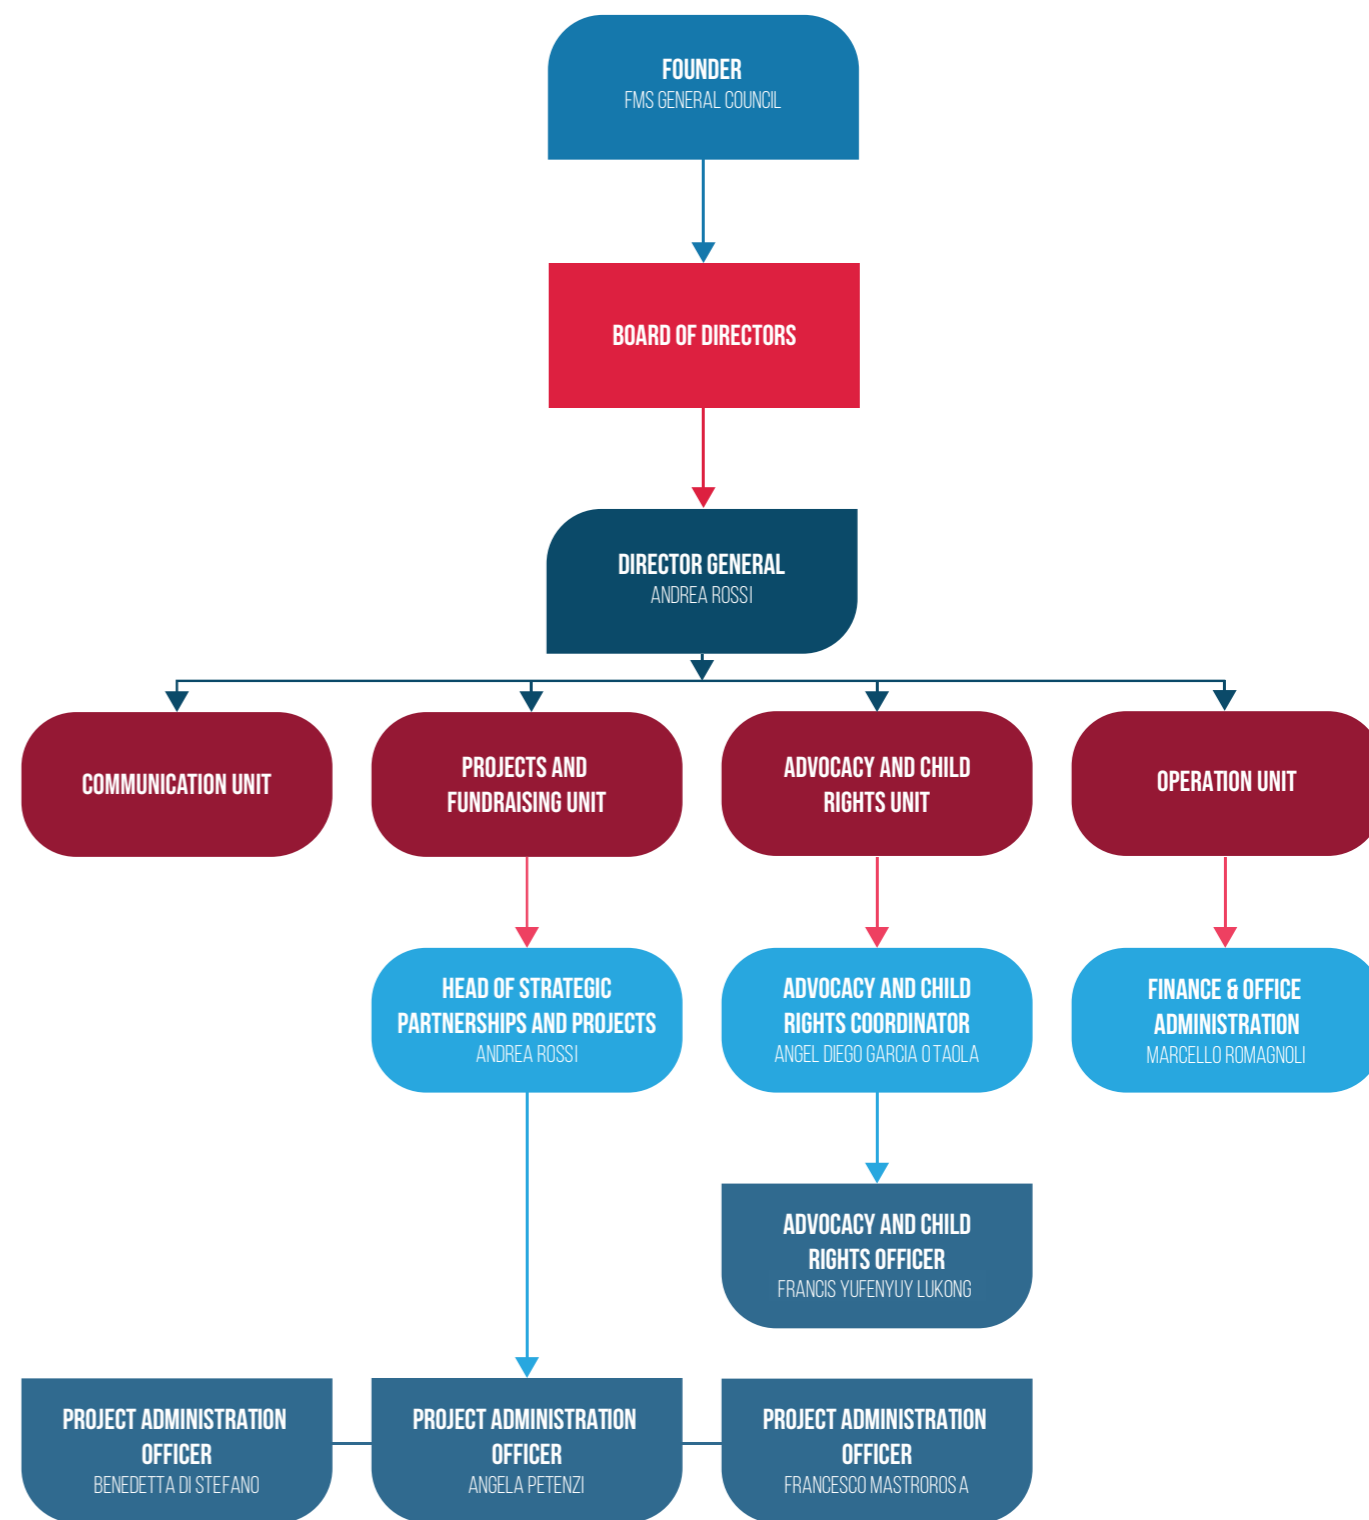 FOUNDER
FMS GENERAL COUNCIL
BOARD OF DIRECTORS
DIRECTOR GENERAL
ANDREA ROSSI
COMMUNICATION UNIT
PROJECTS AND
FUNDRAISING UNIT
ADVOCACY AND CHILD
RIGHTS UNIT
OPERATION UNIT
HEAD OF STRATEGIC
PARTNERSHIPS AND PROJECTS
ANDREA ROSSI
ADVOCACY AND CHILD
RIGHTS COORDINATOR
ANGEL DIEGO GARCIA OTAOLA
FINANCE & OFFICE
ADMINISTRATION
MARCELLO ROMAGNOLI
ADVOCACY AND CHILD
RIGHTS OFFICER
FRANCIS YUFENYUY LUKONG
PROJECT ADMINISTRATION
OFFICER
BENEDETTA DI STEFANO
PROJECT ADMINISTRATION
OFFICER
ANGELA PETENZI
PROJECT ADMINISTRATION
OFFICER
FRANCESCO MASTROROSA